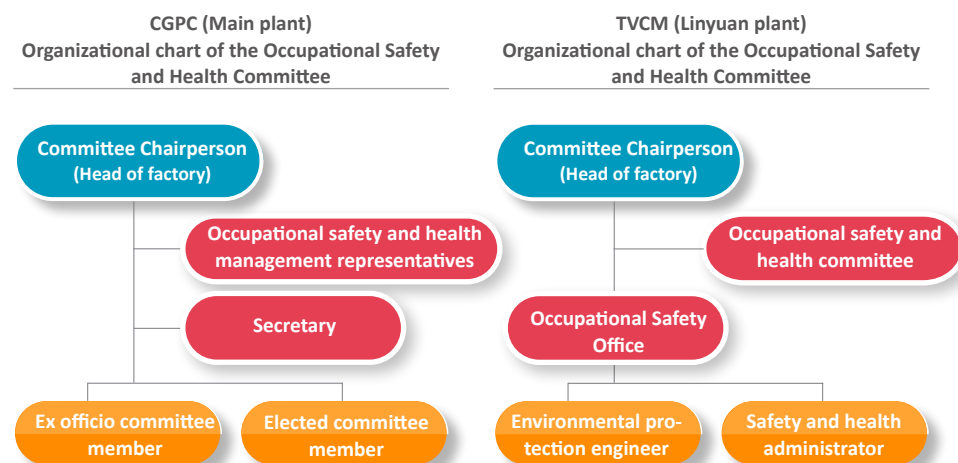 CGPC (Main plant)
Organizational chart of the Occupational Safety
and Health Committee
Committee Chairperson
(Head of factory)
Occupational safety and health
management representatives
Secretary
Ex officio committee
member
Elected committee
member
TVCM (Linyuan plant)
Organizational chart of the Occupational Safety
and Health Committee
Committee Chairperson
(Head of factory)
Occupational safety and
health committee
Occupational Safety
Office
Environmental pro-
tection engineer
Safety and health
administrator